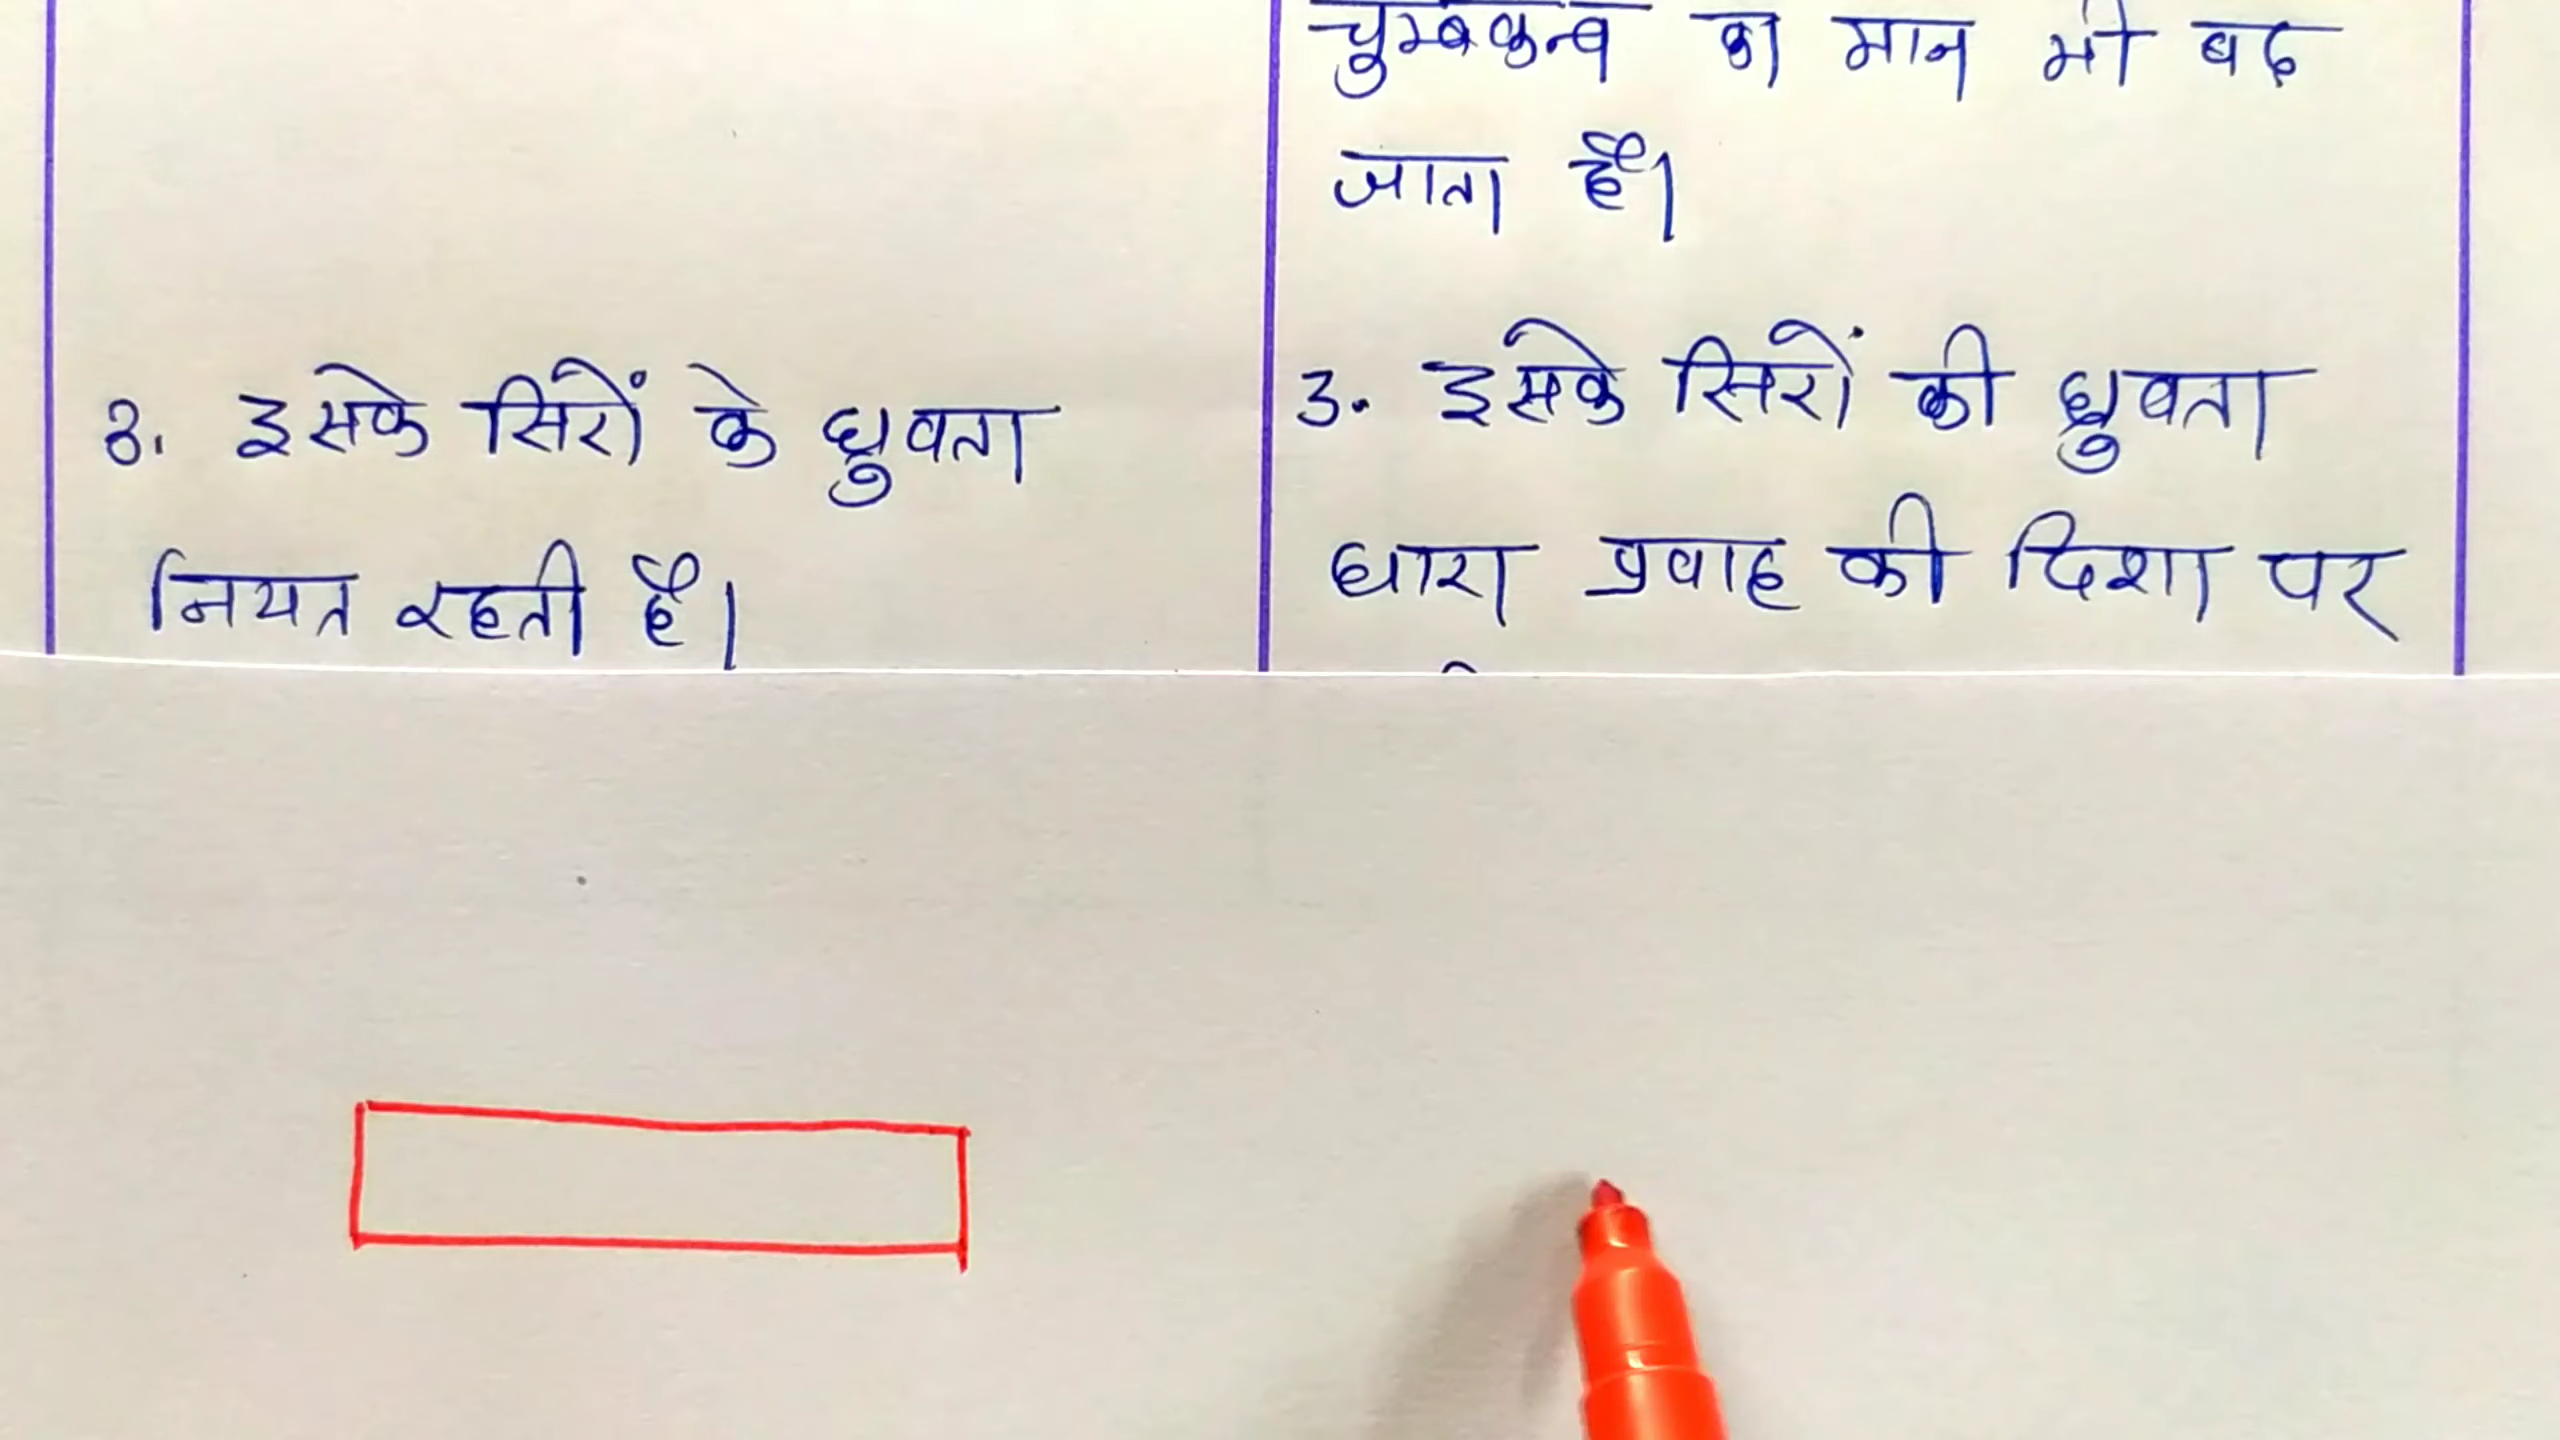 चुम्बकत्व का मान भी बढ़
जाता है।
3. इसके सिरों के ध्रुवता
नियत रहती है।
3. इसके सिरों की ध्रुवता
धारा प्रवाह की दिशा पर